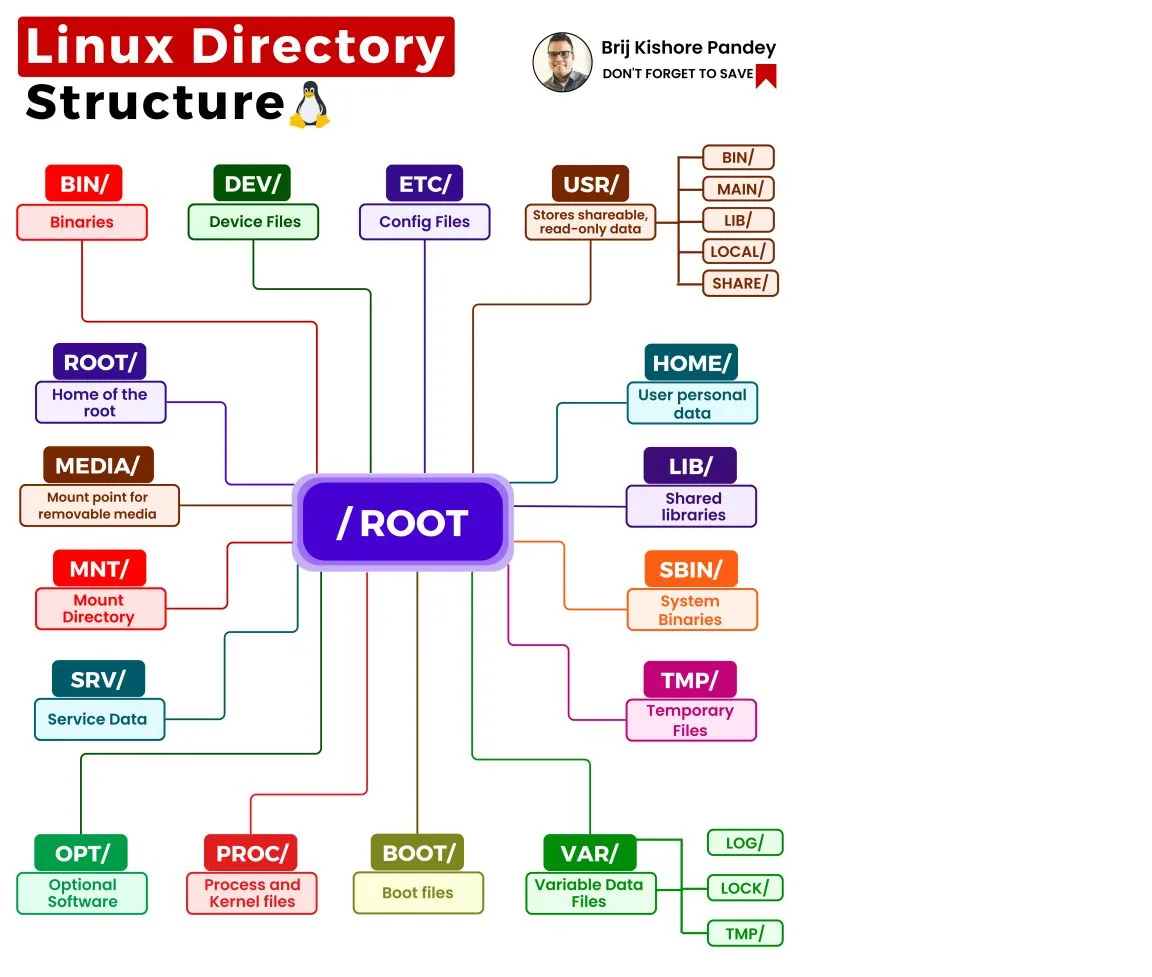 Linux Directory
Structure
Brij Kishore Pandey
DON'T FORGET TO SAVE
BIN/
Binaries
DEV/
Device Files
ETC/
Config Files
USR/
Stores shareable,
read-only data
BIN/
MAIN/
LIB/
LOCAL/
SHARE/
ROOT/
Home of the
root
HOME/
User personal
data
MEDIA/
Mount point for
removable media
LIB/
Shared
libraries
/ ROOT
MNT/
Mount
Directory
SBIN/
System
Binaries
SRV/
Service Data
TMP/
Temporary
Files
OPT/
Optional
Software
PROC/
Process and
Kernel files
BOOT/
Boot files
VAR/
Variable Data
Files
LOG/
LOCK/
TMP/